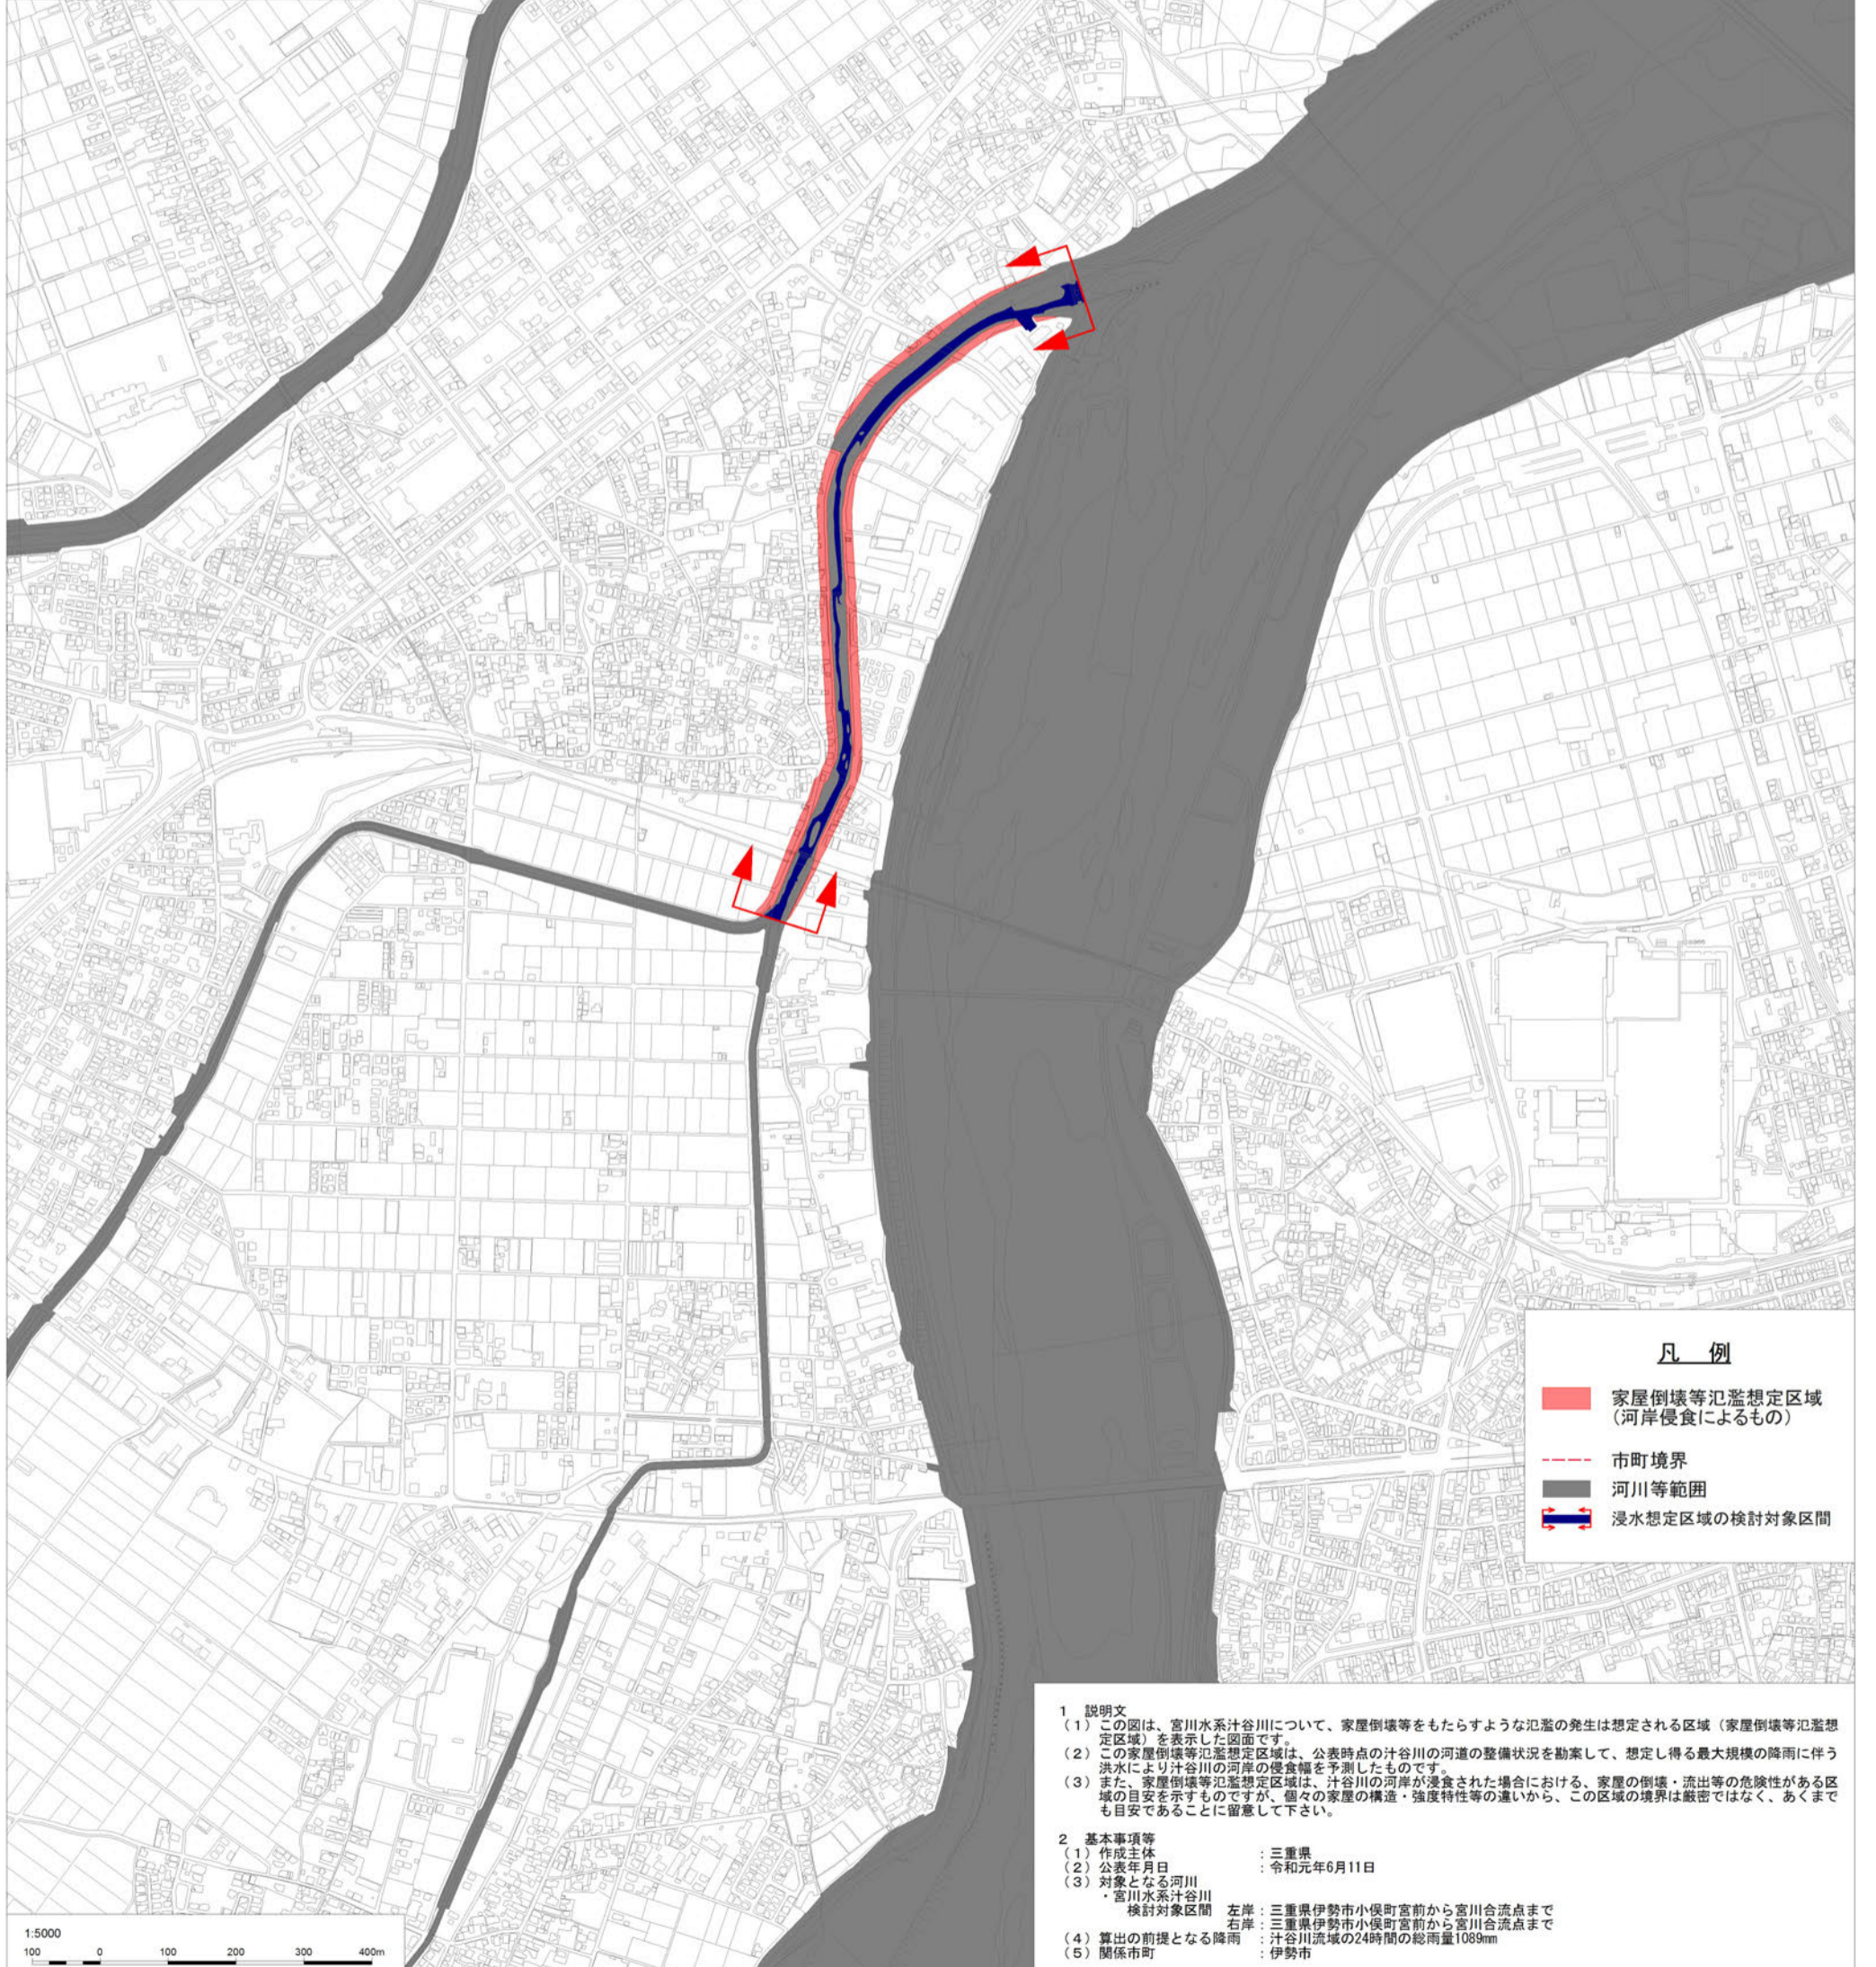 凡 例
家屋倒壊等氾濫想定区域
(河岸侵食によるもの)
市町境界
河川等範囲
浸水想定区域の検討対象区間
1 説明文
(1)この図は、宮川水系汁谷川について、家屋倒壊等をもたらすような氾濫の発生は想定される区域(家屋倒壊等氾濫想
定区域)を表示した図面です。
(2)この家屋倒壊等氾濫想定区域は、公表時点の汁谷川の河道の整備状況を勘案して、想定し得る最大規模の降雨に伴う
洪水により汁谷川の河岸の侵食幅を予測したものです。
(3)また、家屋倒壊等氾濫想定区域は、汁谷川の河岸が浸食された場合における、家屋の倒壊・流出等の危険性がある区
域の目安を示すものですが、個々の家屋の構造・強度特性等の違いから、この区域の境界は厳密ではなく、あくまで
も目安であることに留意して下さい。
2 基本事項等
(1)作成主体 :三重県
(2)公表年月日 :令和元年6月11日
(3)対象となる河川
・宮川水系汁谷川
検討対象区間 左岸:三重県伊勢市小俣町宮前から宮川合流点まで
右岸:三重県伊勢市小俣町宮前から宮川合流点まで
(4)算出の前提となる降雨 :汁谷川流域の24時間の総雨量1089mm
(5)関係市町 :伊勢市
1:5000
100 0 100 200 300 400m